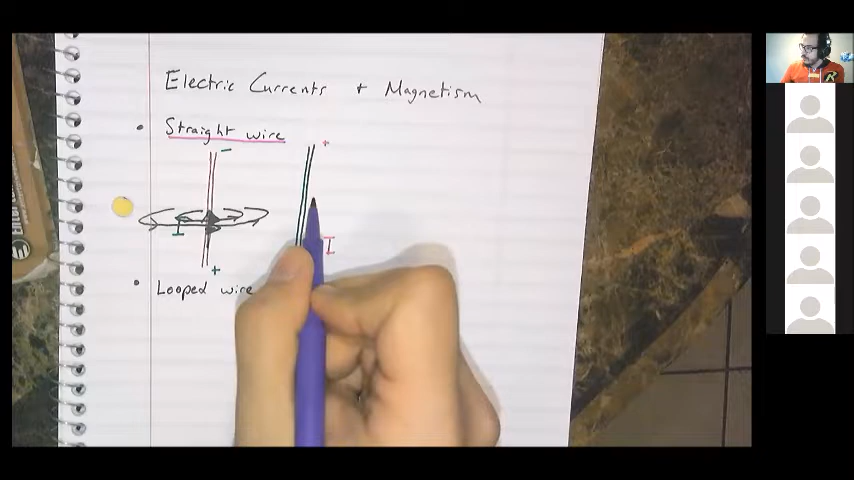 Electric Currents + Magnetism
• Straight wire
- +
I
I
+
• Looped wire